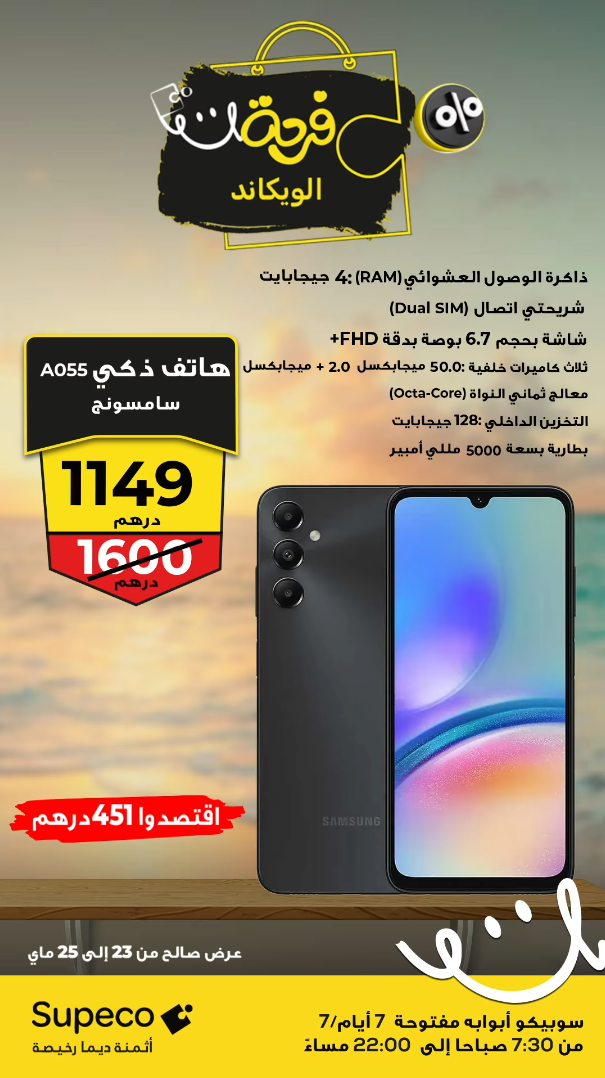 فرحة
الويكاند
%
ذاكرة الوصول العشوائي(RAM) :4 جيجابايت
شريحتي اتصال (Dual SIM)
شاشة بحجم 6.7 بوصة بدقة FHD+
ثلاث كاميرات خلفية :50.0 ميجابكسل 2.0 + ميجابكسل
معالج ثماني النواة (Octa-Core)
التخزين الداخلي :128 جيجابايت
بطارية بسعة 5000 مللي أمبير
هاتف ذكي A055
سامسونج
1149
درهم
1600
درهم
SAMSUNG
اقتصدوا 451 درهم
عرض صالح من 23 إلى 25 ماي
Supeco
أثمنة ديما رخيصة
سوبيكو أبوابه مفتوحة 7 أيام/7
من 7:30 صباحا إلى 22:00 مساءً